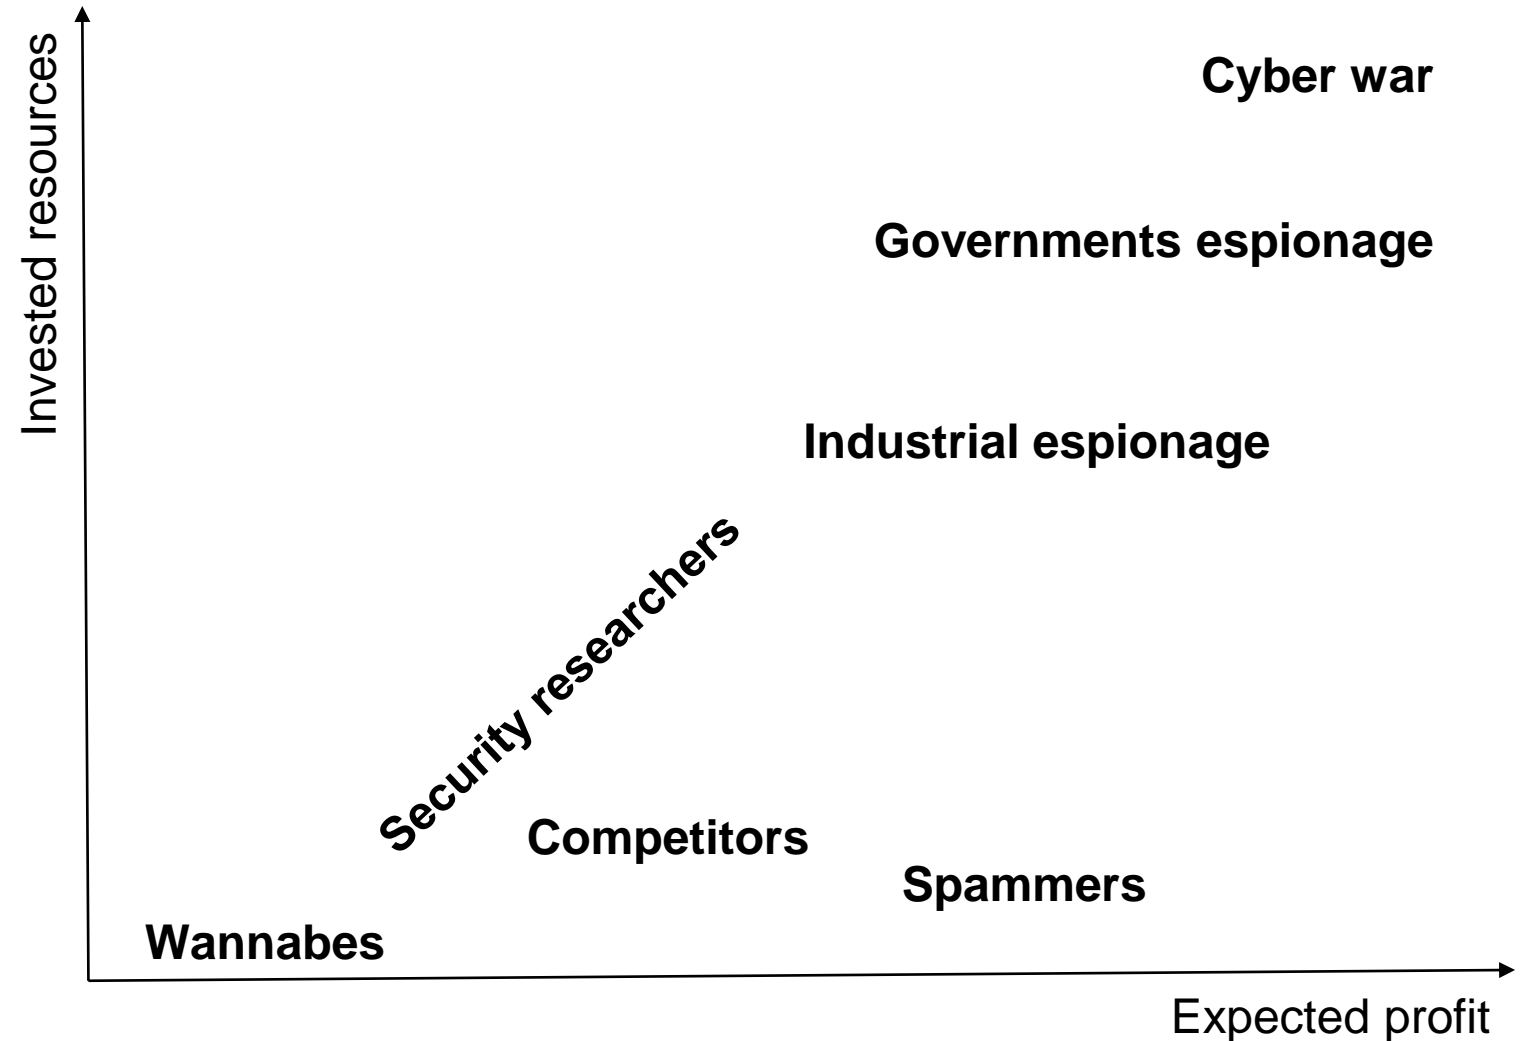 Invested resources
Cyber war
Governments espionage
Industrial espionage
Security researchers
Competitors
Spammers
Wannabes
Expected profit